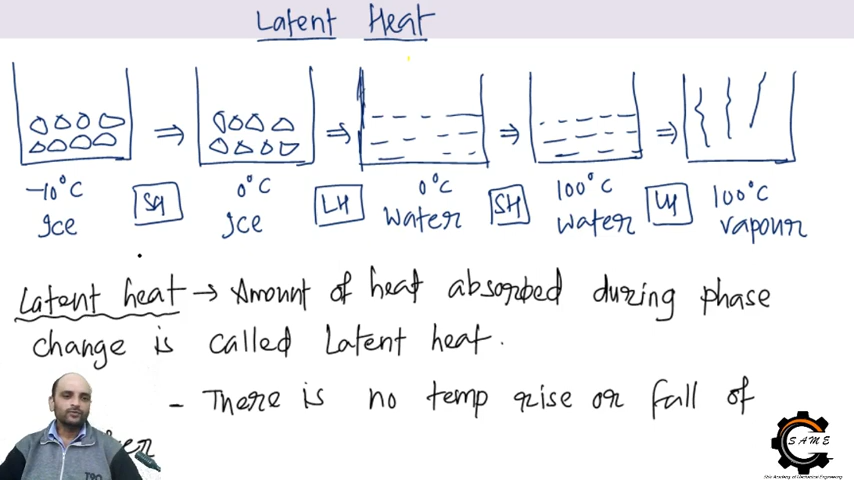 Latent Heat
-10°C SH 0°C LH 0°C SH 100°C LH 100°C
Ice Ice Water Water Vapour
Latent heat → Amount of heat absorbed during phase
change is called Latent heat.
- There is no temp rise or fall of
SAME